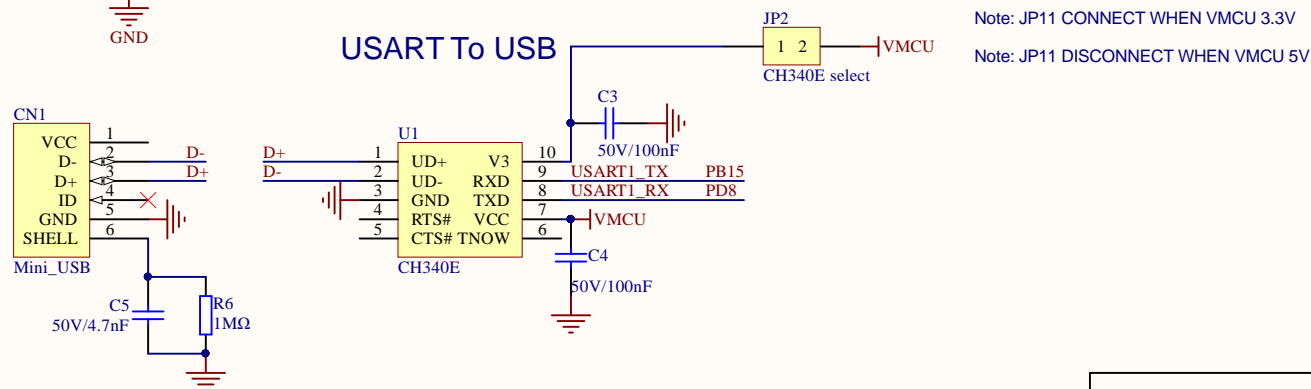 GND
USART To USB
JP2
1 2
VMCU
CH340E select
Note: JP11 CONNECT WHEN VMCU 3.3V
Note: JP11 DISCONNECT WHEN VMCU 5V
CN1
VCC 1
D- 2 D-
D+ 3 D+
ID 4
GND 5
SHELL 6
Mini_USB
C5
50V/4.7nF
R6
1MΩ
U1
D+ 1 UD+ V3 10
D- 2 UD- RXD 9 USART1_TX PB15
3 GND TXD 8 USART1_RX PD8
4 RTS# VCC 7 VMCU
5 CTS# TNOW 6
CH340E
C3
50V/100nF
C4
50V/100nF